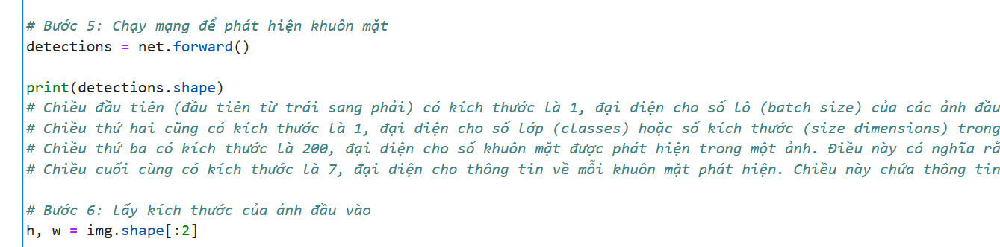 # Bước 5: Chạy mạng để phát hiện khuôn mặt
detections = net.forward()
print(detections.shape)
# Chiều đầu tiên (đầu tiên từ trái sang phải) có kích thước là 1, đại diện cho số lô (batch size) của các ảnh đầu
# Chiều thứ hai cũng có kích thước là 1, đại diện cho số lớp (classes) hoặc số kích thước (size dimensions) trong
# Chiều thứ ba có kích thước là 200, đại diện cho số khuôn mặt được phát hiện trong một ảnh. Điều này có nghĩa rằ
# Chiều cuối cùng có kích thước là 7, đại diện cho thông tin về mỗi khuôn mặt phát hiện. Chiều này chứa thông tin
# Bước 6: Lấy kích thước của ảnh đầu vào
h, w = img.shape[:2]